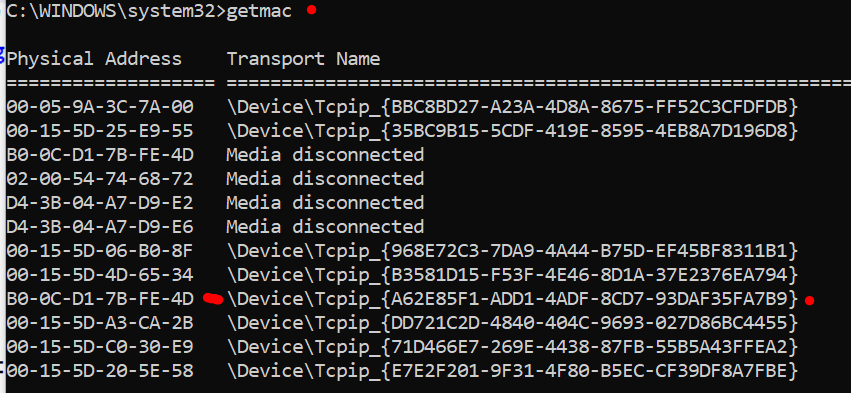 C:\WINDOWS\system32>getmac
Physical Address    Transport Name
=================== ==========================================================
00-05-9A-3C-7A-00   \Device\Tcpip_{BBC8BD27-A23A-4D8A-8675-FF52C3CFDFDB}
00-15-5D-25-E9-55   \Device\Tcpip_{35BC9B15-5CDF-419E-8595-4EB8A7D196D8}
B0-0C-D1-7B-FE-4D   Media disconnected
02-00-54-74-68-72   Media disconnected
D4-3B-04-A7-D9-E2   Media disconnected
D4-3B-04-A7-D9-E6   Media disconnected
00-15-5D-06-B0-8F   \Device\Tcpip_{968E72C3-7DA9-4A44-B75D-EF45BF8311B1}
00-15-5D-4D-65-34   \Device\Tcpip_{B3581D15-F53F-4E46-8D1A-37E2376EA794}
B0-0C-D1-7B-FE-4D   \Device\Tcpip_{A62E85F1-ADD1-4ADF-8CD7-93DAF35FA7B9}
00-15-5D-A3-CA-2B   \Device\Tcpip_{DD721C2D-4840-404C-9693-027D86BC4455}
00-15-5D-C0-30-E9   \Device\Tcpip_{71D466E7-269E-4438-87FB-55B5A43FFEA2}
00-15-5D-20-5E-58   \Device\Tcpip_{E7E2F201-9F31-4F80-B5EC-CF39DF8A7FBE}